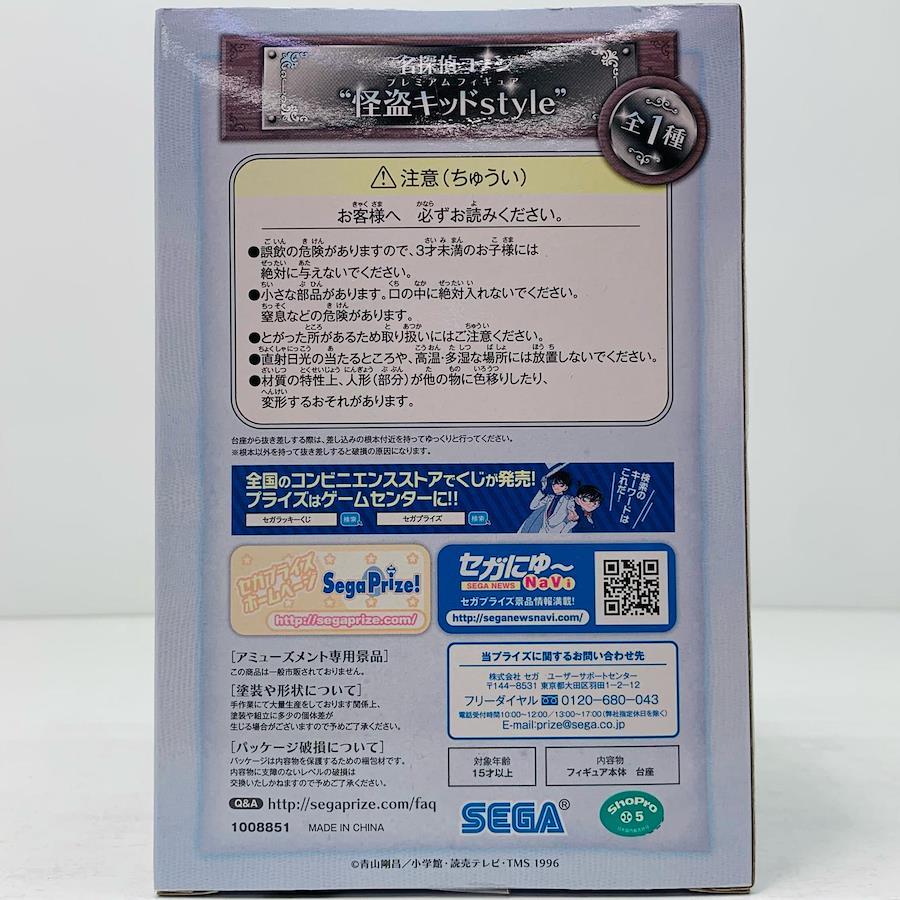 名探偵コナン
プレミアムフィギュア
“怪盗キッドstyle”
全1種
注意(ちゅうい)
お客様へ 必ずお読みください。
●誤飲の危険がありますので、3才未満のお子様には
絶対に与えないでください。
●小さな部品があります。口の中に絶対入れないでください。
窒息などの危険があります。
●とがった所があるため取り扱いにはご注意ください。
●直射日光の当たるところや、高温・多湿な場所には放置しないでください。
●材質の特性上、人形(部分)が他の物に色移りしたり、
変形するおそれがあります。
台座から抜き差しする際は、差し込みの根本付近を持ってゆっくりと行ってください。
※根本以外を持って抜き差しすると破損の原因になります。
全国のコンビニエンスストアでくじが発売!
プライズはゲームセンターに!!
セガラッキーくじ 検索 セガプライズ 検索
検索の
キーワードは
これだ!
セガプライズ
ホームページ
SegaPrize!
http://segaprize.com/
セガにゅ〜
SEGA NEWS NaVi
セガプライズ景品情報満載!
http://seganewsnavi.com/
[アミューズメント専用景品]
この商品は一般市販されておりません。
[塗装や形状について]
手作業にて大量生産をしております関係上、
塗装や組立に多少の個体差が
生じる場合がございますので予めご了承ください。
[パッケージ破損について]
パッケージは内容物を保護するための梱包材です。
内容物に支障のないレベルの破損は
交換いたしかねますので予めご了承ください。
Q&A http://segaprize.com/faq
1008851 MADE IN CHINA
当プライズに関するお問い合わせ先
株式会社 セガ ユーザーサポートセンター
〒144-8531 東京都大田区羽田1-2-12
フリーダイヤル 0120-680-043
電話受付時間10:00~12:00/13:00~17:00(弊社指定休日を除く)
E-mail:prize@sega.co.jp
対象年齢
15才以上
内容物
フィギュア本体 台座
SEGA®
ShoPro
5
©青山剛昌/小学館・読売テレビ・TMS 1996